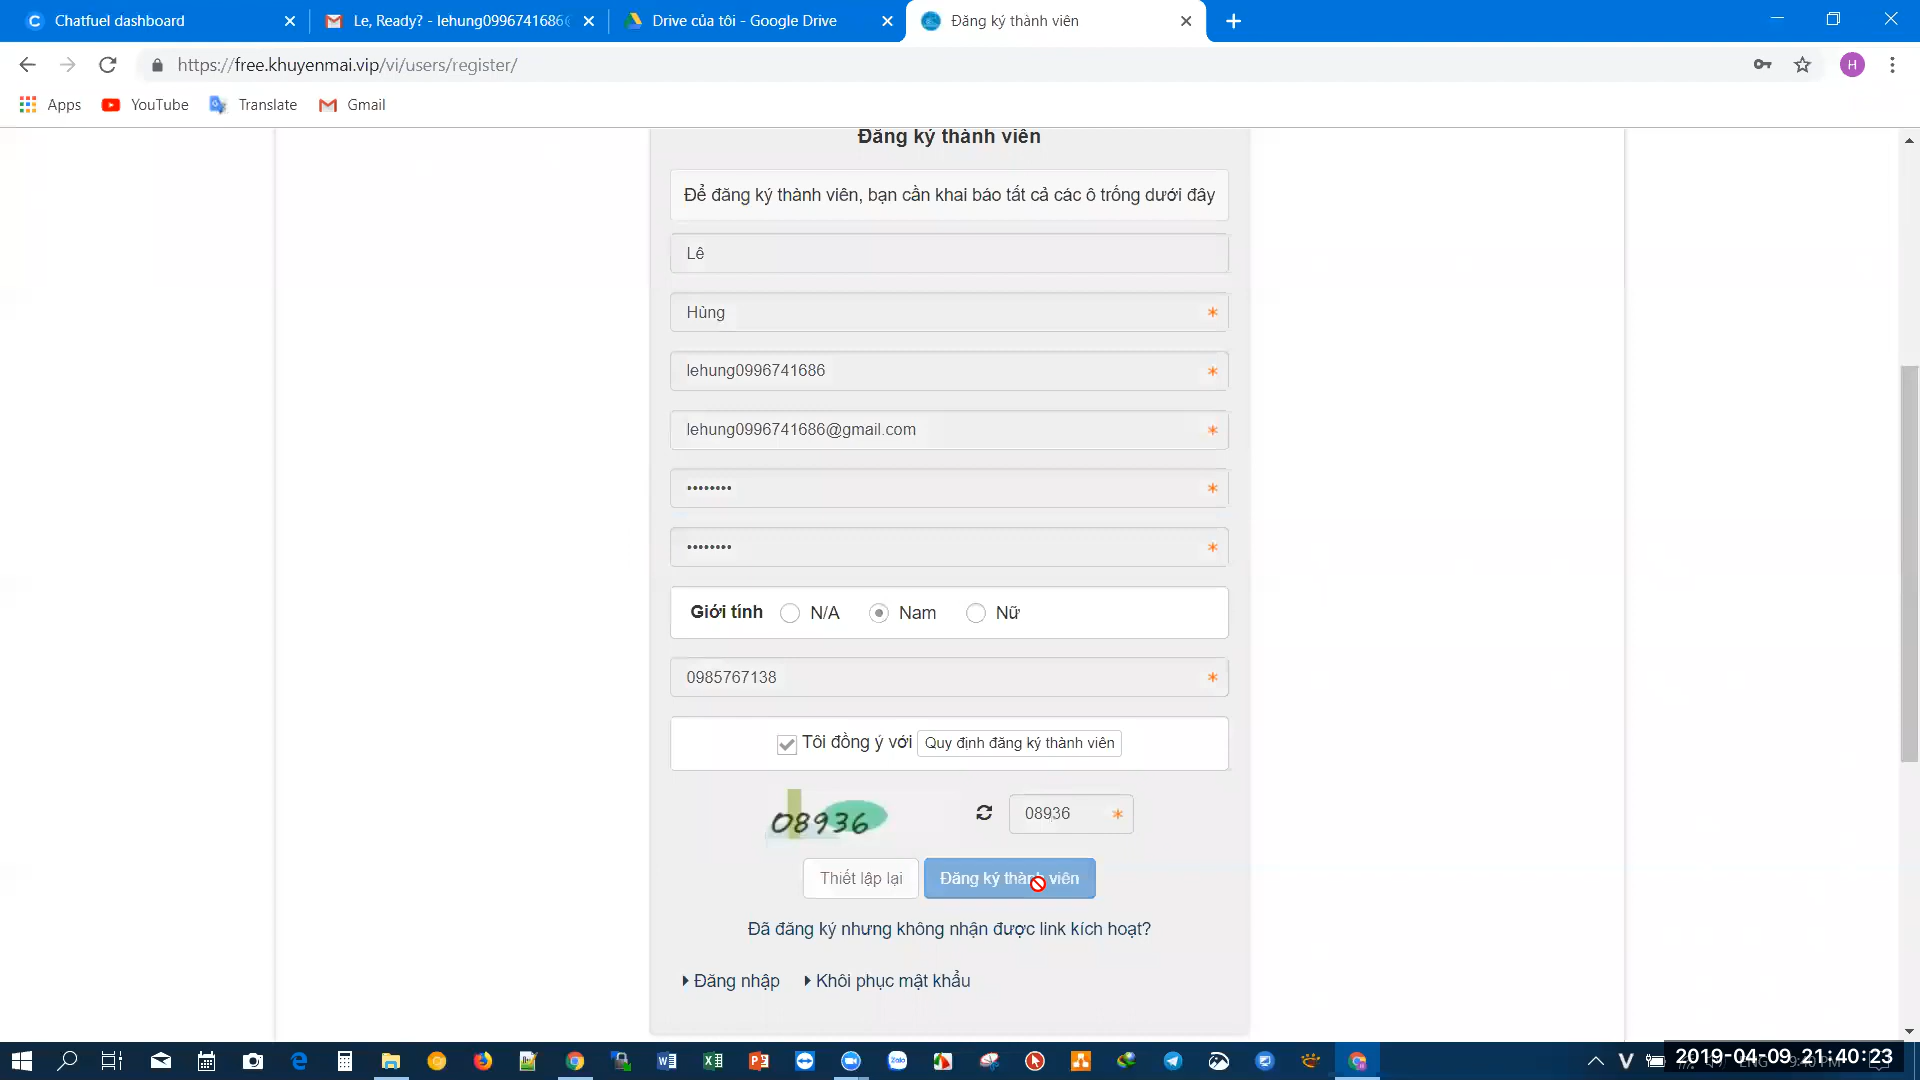 Chatfuel dashboard
Le, Ready? - lehung0996741686
Drive của tôi - Google Drive
Đăng ký thành viên
https://free.khuyenmai.vip/vi/users/register/
H
Apps
YouTube
Translate
Gmail
Đăng ký thành viên
Để đăng ký thành viên, bạn cần khai báo tất cả các ô trống dưới đây
Lê
Hùng *
lehung0996741686 *
lehung0996741686@gmail.com *
•••••••• *
•••••••• *
Giới tính N/A Nam Nữ
0985767138 *
Tôi đồng ý với Quy định đăng ký thành viên
08936 08936 *
Thiết lập lại Đăng ký thành viên
Đã đăng ký nhưng không nhận được link kích hoạt?
Đăng nhập Khôi phục mật khẩu
2019-04-09 21:40:23